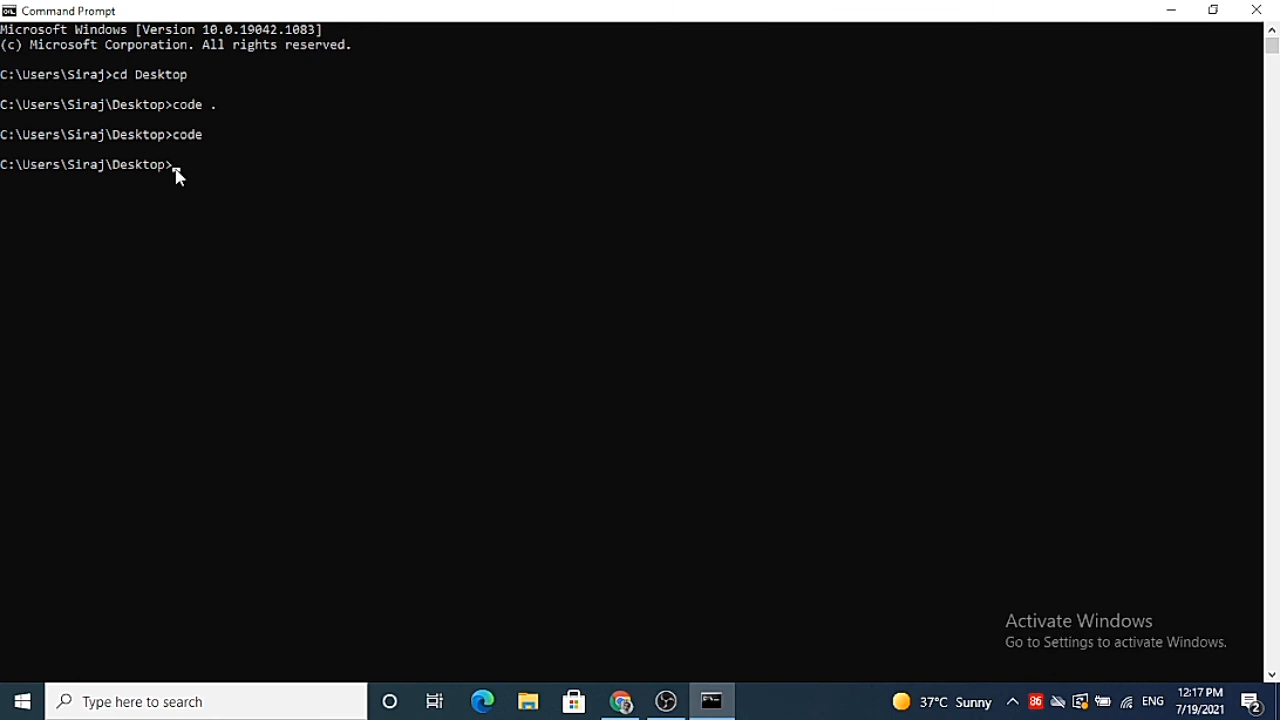 Command Prompt
Microsoft Windows [Version 10.0.19042.1083]
(c) Microsoft Corporation. All rights reserved.
C:\Users\Siraj>cd Desktop
C:\Users\Siraj\Desktop>code .
C:\Users\Siraj\Desktop>code
C:\Users\Siraj\Desktop>
Activate Windows
Go to Settings to activate Windows.
Type here to search
37°C Sunny
86
ENG
12:17 PM
7/19/2021
2